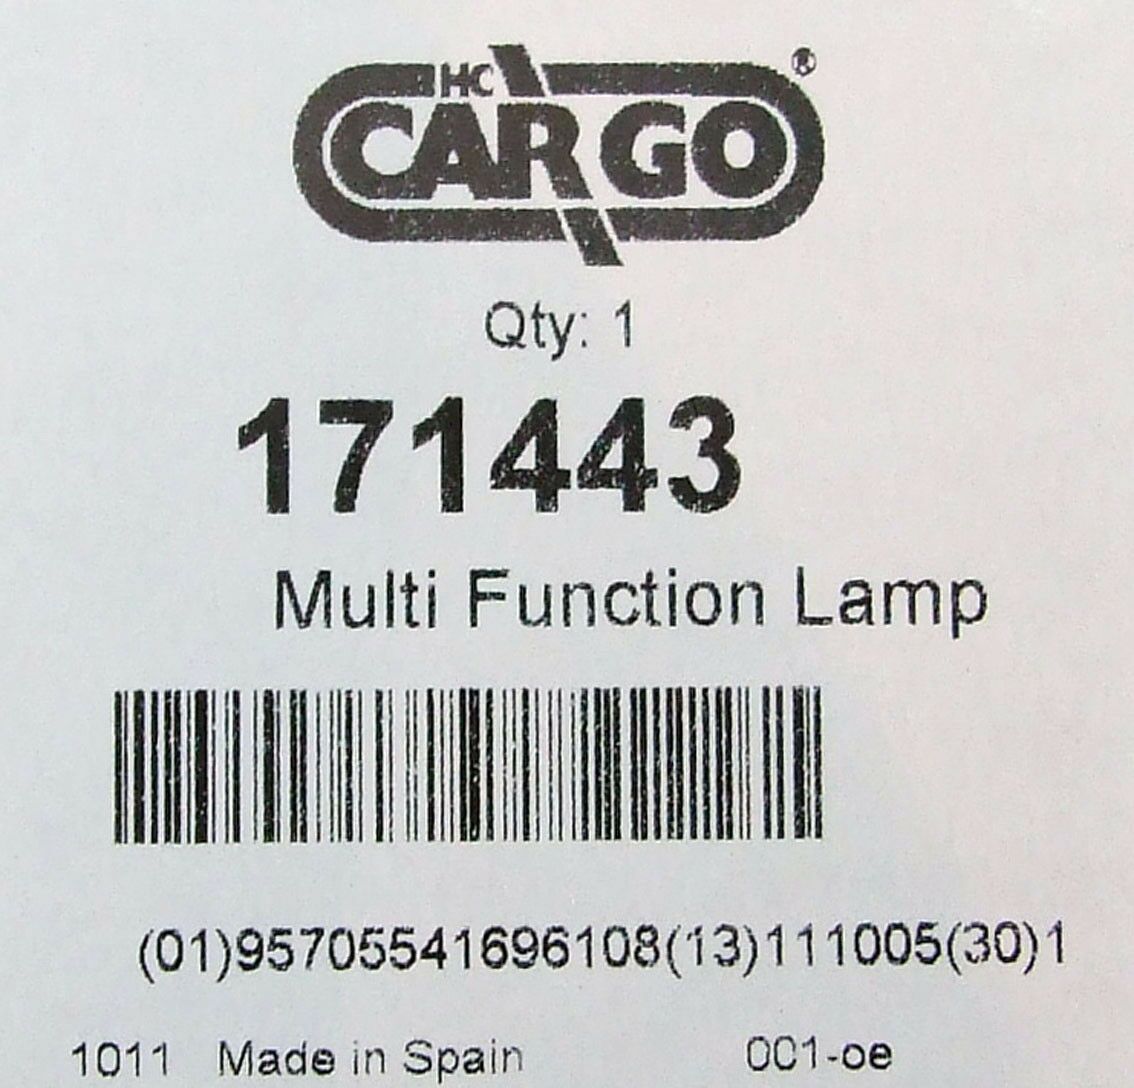 HC
CARGO®
Qty: 1
171443
Multi Function Lamp
(01)95705541696108(13)111005(30)1
1011 Made in Spain 001-oe